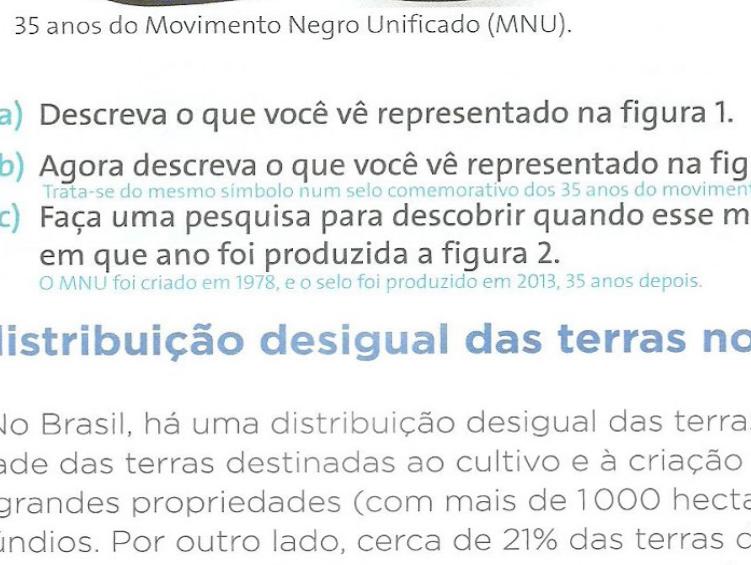 35 anos do Movimento Negro Unificado (MNU).
a) Descreva o que você vê representado na figura 1.
b) Agora descreva o que você vê representado na fig
Trata-se do mesmo símbolo num selo comemorativo dos 35 anos do movimen
c) Faça uma pesquisa para descobrir quando esse m
em que ano foi produzida a figura 2.
O MNU foi criado em 1978, e o selo foi produzido em 2013, 35 anos depois.
distribuição desigual das terras no
No Brasil, há uma distribuição desigual das terras
ade das terras destinadas ao cultivo e à criação
grandes propriedades (com mais de 1000 hecta
úndios. Por outro lado, cerca de 21% das terras d